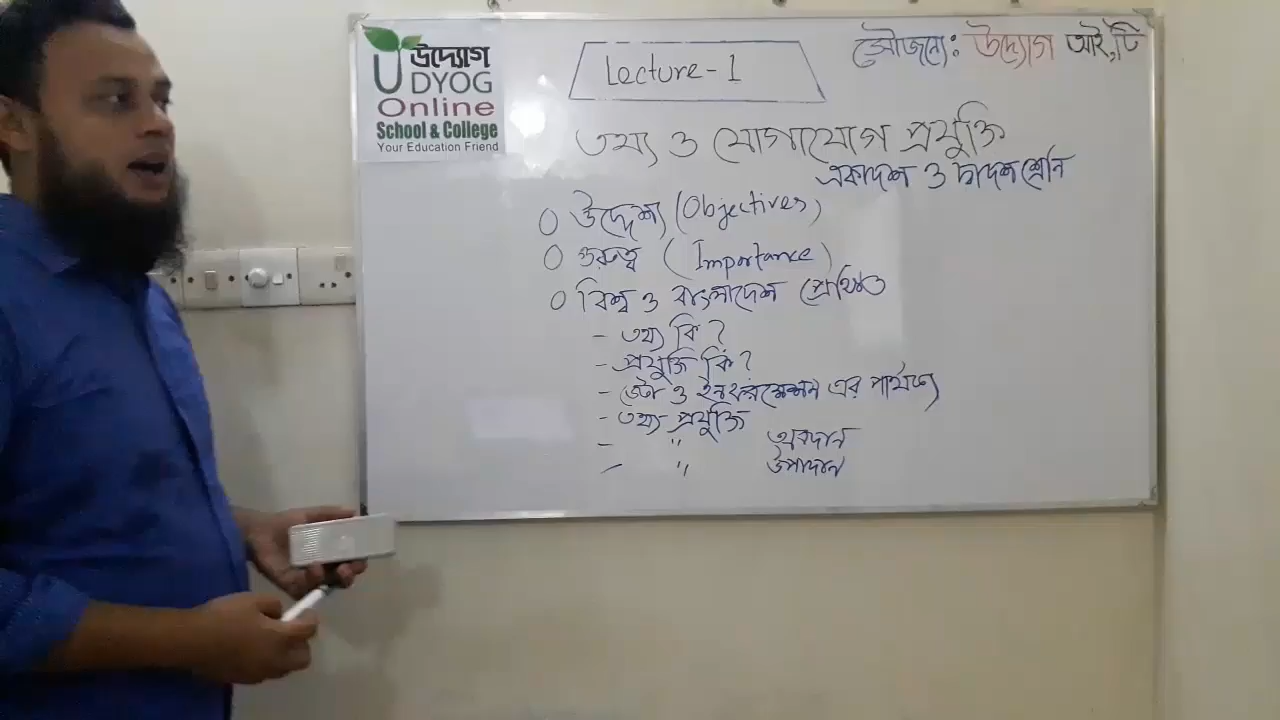 উদ্যোগ
UDYOG
Online
School & College
Your Education Friend
Lecture-1
সৌজন্যে: উদ্যোগ আই.টি
তথ্য ও যোগাযোগ প্রযুক্তি
একাদশ ও দ্বাদশ শ্রেনি
০ উদ্দেশ্য (Objectives)
০ গুরুত্ব (Importance)
০ বিশ্ব ও বাংলাদেশ প্রেক্ষিত
- তথ্য কি?
- প্রযুক্তি কি?
- ডেটা ও ইনফরমেশন এর পার্থক্য
- তথ্য প্রযুক্তি
- " অবদান
- " উপাদান